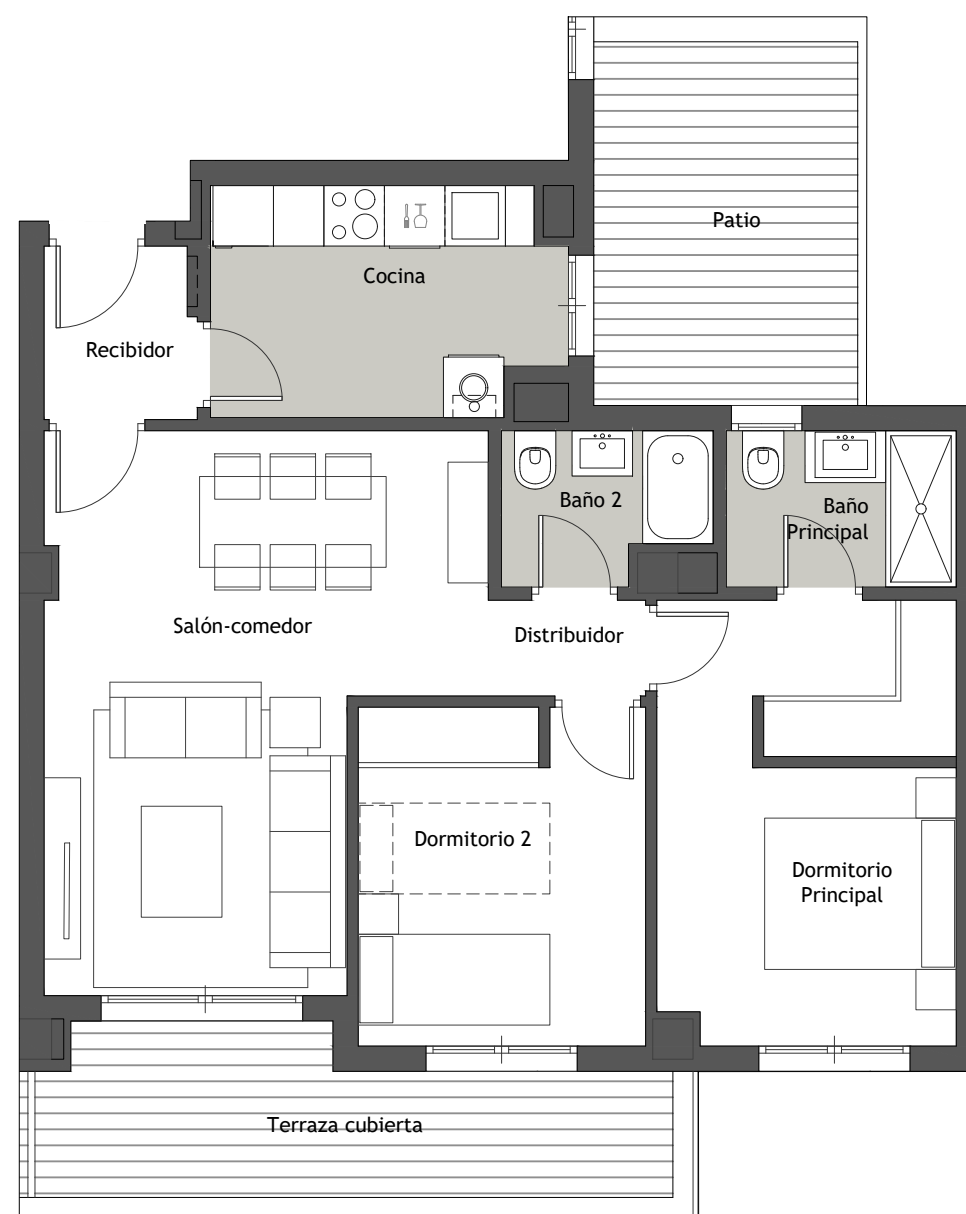 Patio
Cocina
Recibidor
Baño 2
Baño
Principal
Salón-comedor
Distribuidor
Dormitorio 2
Dormitorio
Principal
Terraza cubierta